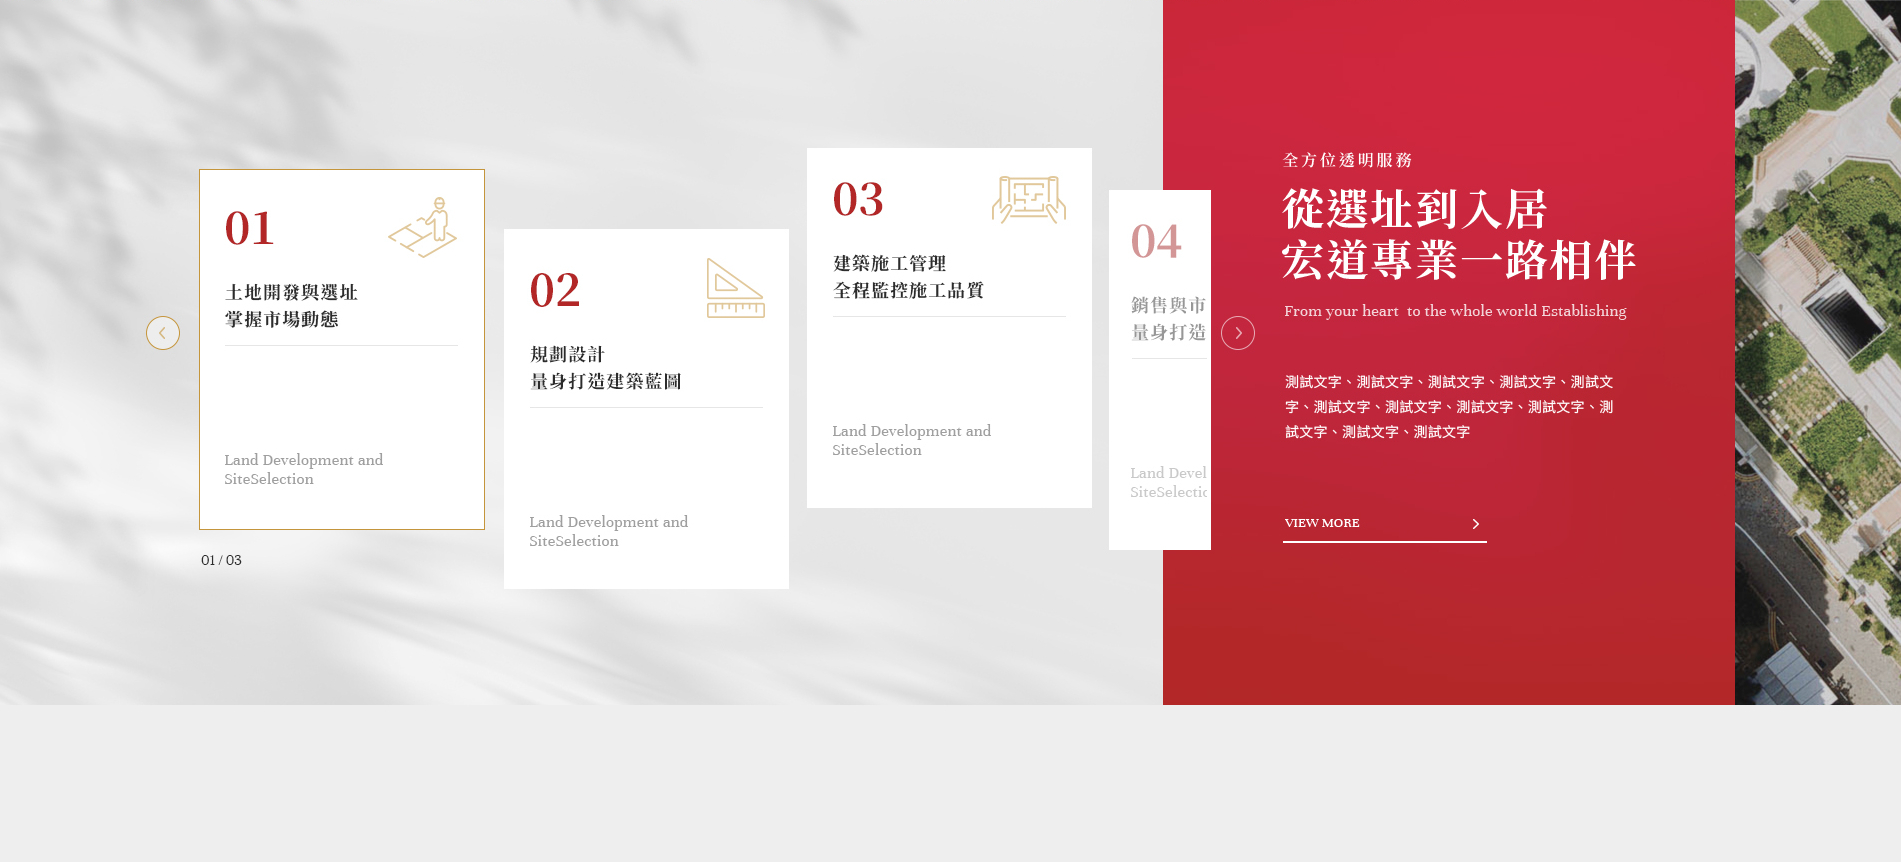 01
土地開發與選址
掌握市場動態
Land Development and
SiteSelection
01 / 03
02
規劃設計
量身打造建築藍圖
Land Development and
SiteSelection
03
建築施工管理
全程監控施工品質
Land Development and
SiteSelection
04
銷售與市
量身打造
Land Devel
SiteSelectic
全方位透明服務
從選址到入居
宏道專業一路相伴
From your heart to the whole world Establishing
測試文字、測試文字、測試文字、測試文字、測試文
字、測試文字、測試文字、測試文字、測試文字、測
試文字、測試文字、測試文字
VIEW MORE